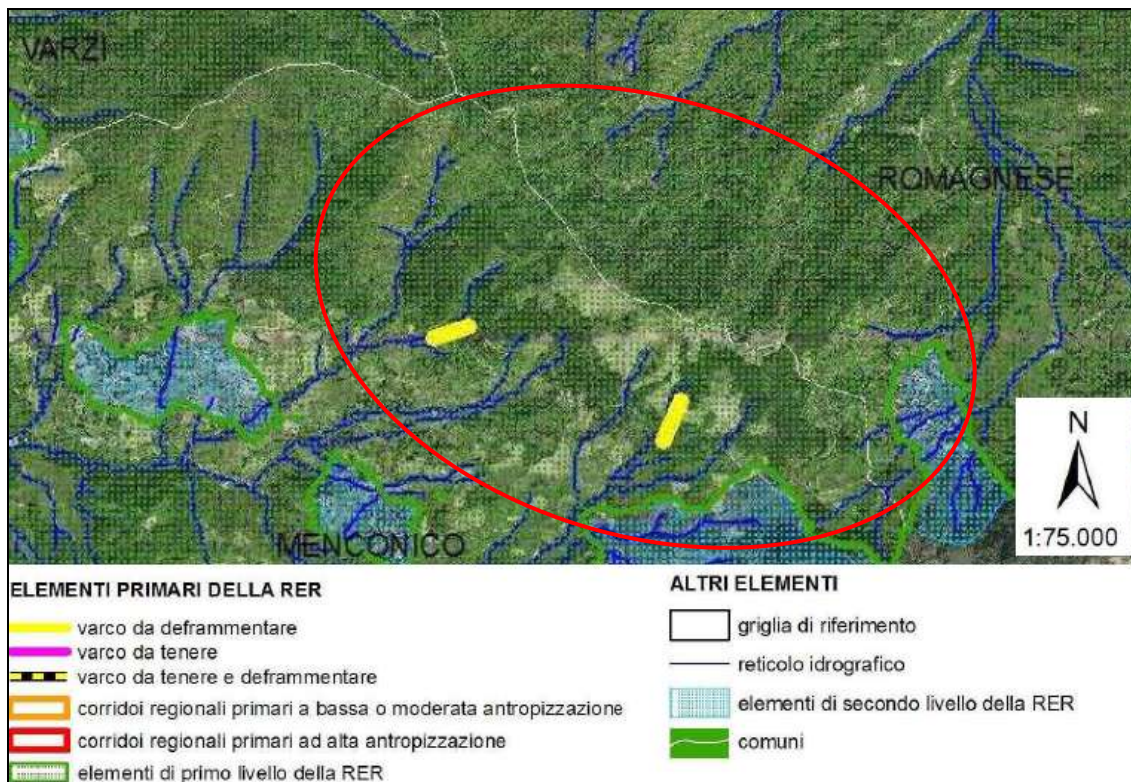 VARZI
ROMAGNESE
MENCONICO
N
1:75.000
ELEMENTI PRIMARI DELLA RER
varco da deframmentare
varco da tenere
varco da tenere e deframmentare
corridoi regionali primari a bassa o moderata antropizzazione
corridoi regionali primari ad alta antropizzazione
elementi di primo livello della RER
ALTRI ELEMENTI
griglia di riferimento
reticolo idrografico
elementi di secondo livello della RER
comuni